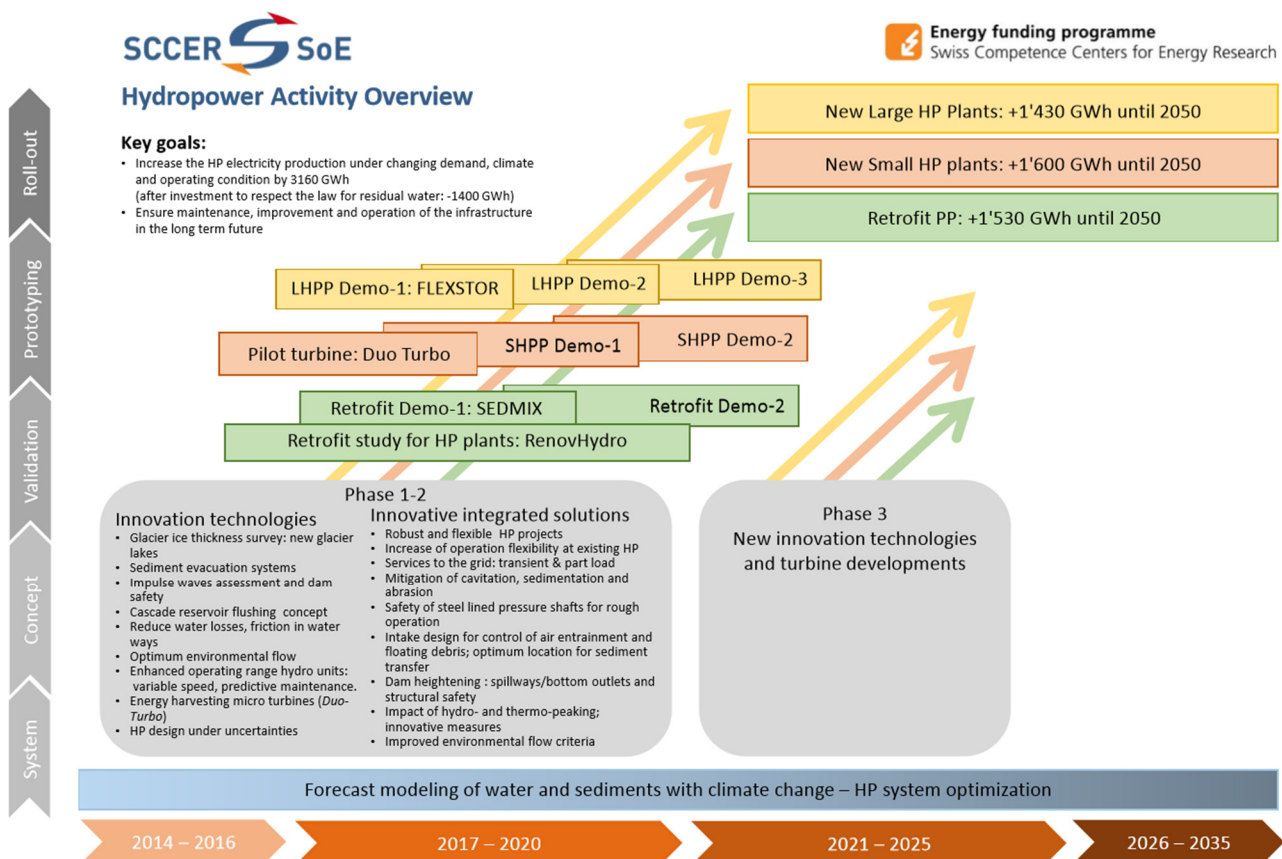 SCCER SoE
Energy funding programme
Swiss Competence Centers for Energy Research
Hydropower Activity Overview
Key goals:
• Increase the HP electricity production under changing demand, climate
and operating condition by 3160 GWh
(after investment to respect the law for residual water: -1400 GWh)
• Ensure maintenance, improvement and operation of the infrastructure
in the long term future
New Large HP Plants: +1'430 GWh until 2050
New Small HP plants: +1'600 GWh until 2050
Retrofit PP: +1'530 GWh until 2050
Roll-out
Prototyping
Validation
Concept
System
LHPP Demo-1: FLEXSTOR
LHPP Demo-2
LHPP Demo-3
Pilot turbine: Duo Turbo
SHPP Demo-1
SHPP Demo-2
Retrofit Demo-1: SEDMIX
Retrofit Demo-2
Retrofit study for HP plants: RenovHydro
Phase 1-2
Innovation technologies
• Glacier ice thickness survey: new glacier
lakes
• Sediment evacuation systems
• Impulse waves assessment and dam
safety
• Cascade reservoir flushing concept
• Reduce water losses, friction in water
ways
• Optimum environmental flow
• Enhanced operating range hydro units:
variable speed, predictive maintenance.
• Energy harvesting micro turbines (Duo-
Turbo)
• HP design under uncertainties
Innovative integrated solutions
• Robust and flexible HP projects
• Increase of operation flexibility at existing HP
• Services to the grid: transient & part load
• Mitigation of cavitation, sedimentation and
abrasion
• Safety of steel lined pressure shafts for rough
operation
• Intake design for control of air entrainment and
floating debris; optimum location for sediment
transfer
• Dam heightening : spillways/bottom outlets and
structural safety
• Impact of hydro- and thermo-peaking;
innovative measures
• Improved environmental flow criteria
Phase 3
New innovation technologies
and turbine developments
Forecast modeling of water and sediments with climate change – HP system optimization
2014 – 2016
2017 – 2020
2021 – 2025
2026 – 2035